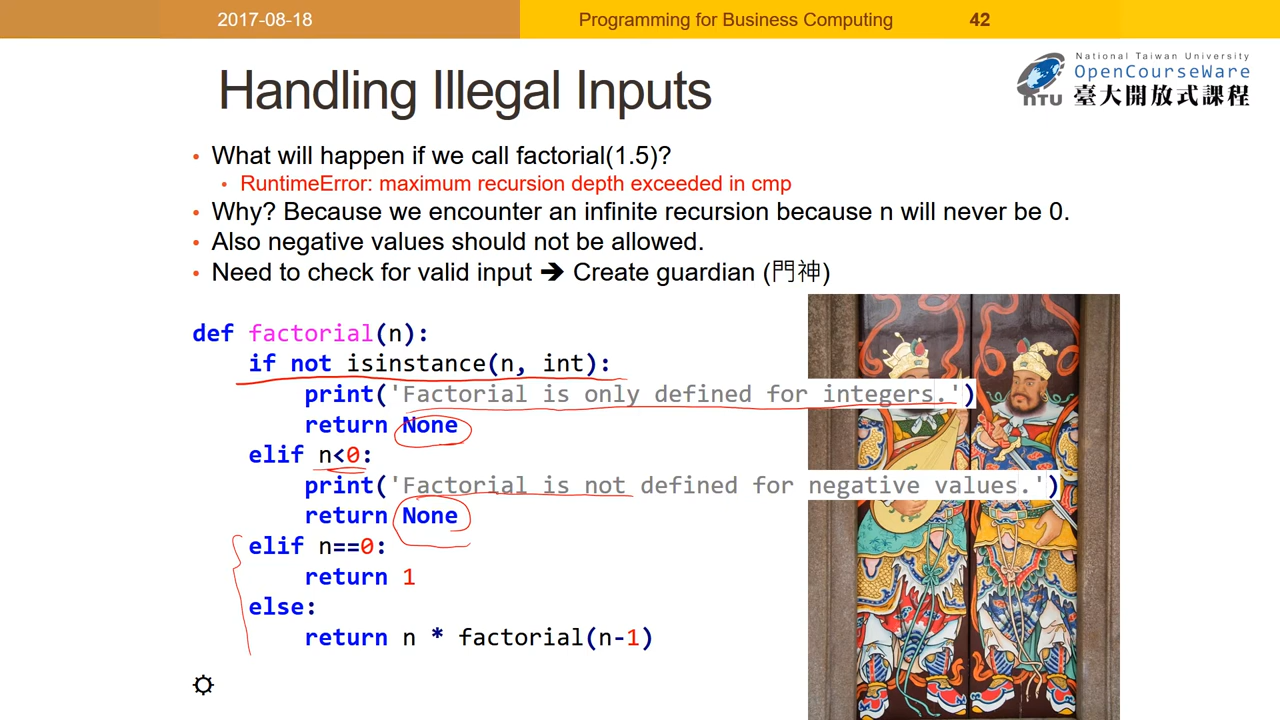 2017-08-18
Programming for Business Computing
42
National Taiwan University
OpenCourseWare
臺大開放式課程
NTU
Handling Illegal Inputs
• What will happen if we call factorial(1.5)?
• RuntimeError: maximum recursion depth exceeded in cmp
• Why? Because we encounter an infinite recursion because n will never be 0.
• Also negative values should not be allowed.
• Need to check for valid input ➔ Create guardian (門神)
def factorial(n):
    if not isinstance(n, int):
        print('Factorial is only defined for integers.')
        return None
    elif n<0:
        print('Factorial is not defined for negative values.')
        return None
    elif n==0:
        return 1
    else:
        return n * factorial(n-1)